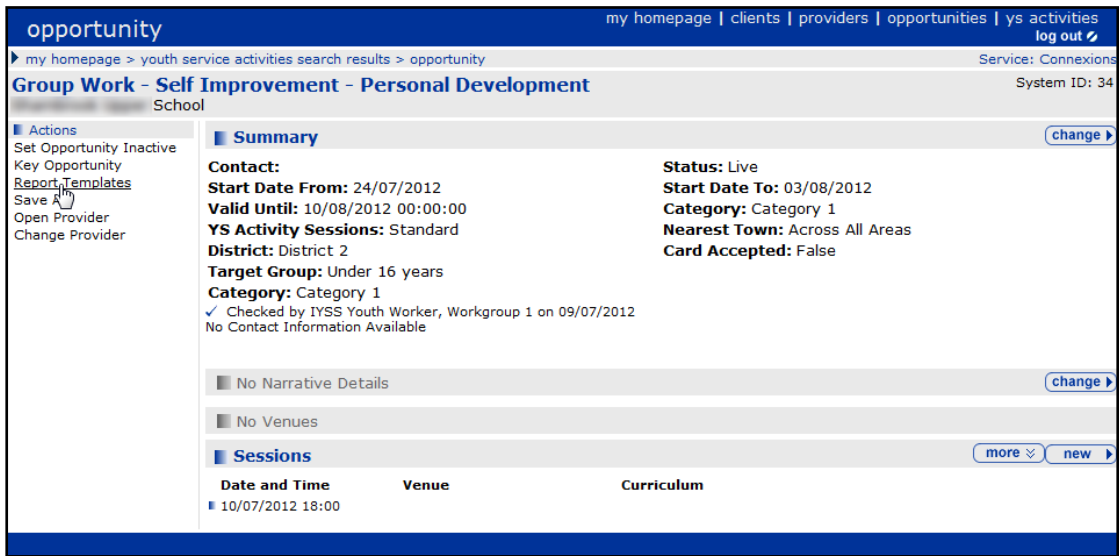 opportunity
my homepage | clients | providers | opportunities | ys activities
log out
my homepage > youth service activities search results > opportunity
Service: Connexions
Group Work - Self Improvement - Personal Development
System ID: 34
School
Actions
Set Opportunity Inactive
Key Opportunity
Report Templates
Save
Open Provider
Change Provider
Summary
change
Contact:
Status: Live
Start Date From: 24/07/2012
Start Date To: 03/08/2012
Valid Until: 10/08/2012 00:00:00
Category: Category 1
YS Activity Sessions: Standard
Nearest Town: Across All Areas
District: District 2
Card Accepted: False
Target Group: Under 16 years
Category: Category 1
✓ Checked by IYSS Youth Worker, Workgroup 1 on 09/07/2012
No Contact Information Available
No Narrative Details
change
No Venues
Sessions
more
new
Date and Time Venue Curriculum
10/07/2012 18:00